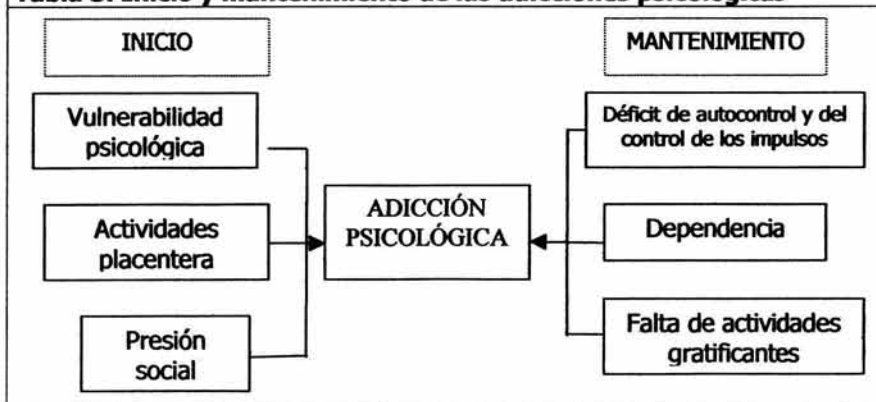 INICIO
MANTENIMIENTO
Vulnerabilidad
psicológica
Déficit de autocontrol y del
control de los impulsos
Actividades
placentera
ADICCIÓN
PSICOLÓGICA
Dependencia
Presión
social
Falta de actividades
gratificantes